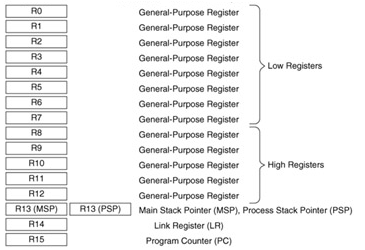 R0 General-Purpose Register
R1 General-Purpose Register
R2 General-Purpose Register
R3 General-Purpose Register
R4 General-Purpose Register
Low Registers
R5 General-Purpose Register
R6 General-Purpose Register
R7 General-Purpose Register
R8 General-Purpose Register
R9 General-Purpose Register
R10 General-Purpose Register
High Registers
R11 General-Purpose Register
R12 General-Purpose Register
R13 (MSP) R13 (PSP) Main Stack Pointer (MSP), Process Stack Pointer (PSP)
R14 Link Register (LR)
R15 Program Counter (PC)